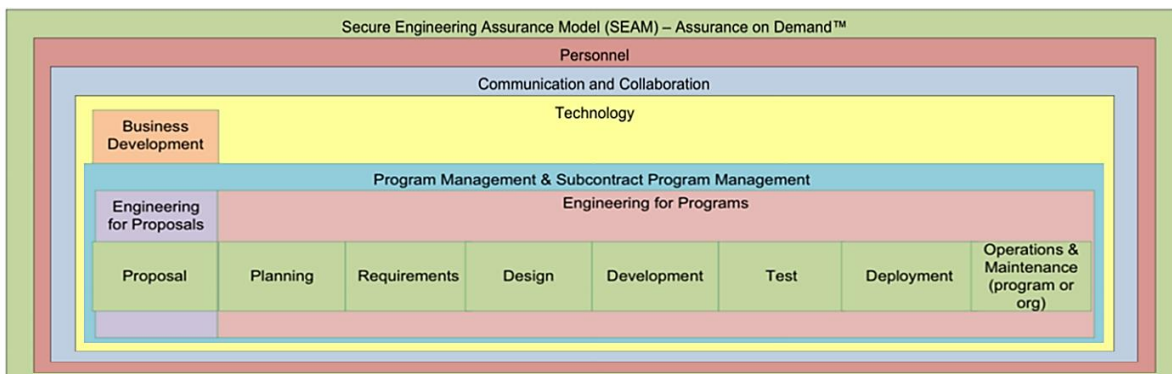 Secure Engineering Assurance Model (SEAM) – Assurance on Demand™
Personnel
Communication and Collaboration
Technology
Business
Development
Program Management & Subcontract Program Management
Engineering
for Proposals
Engineering for Programs
Proposal
Planning
Requirements
Design
Development
Test
Deployment
Operations &
Maintenance
(program or
org)